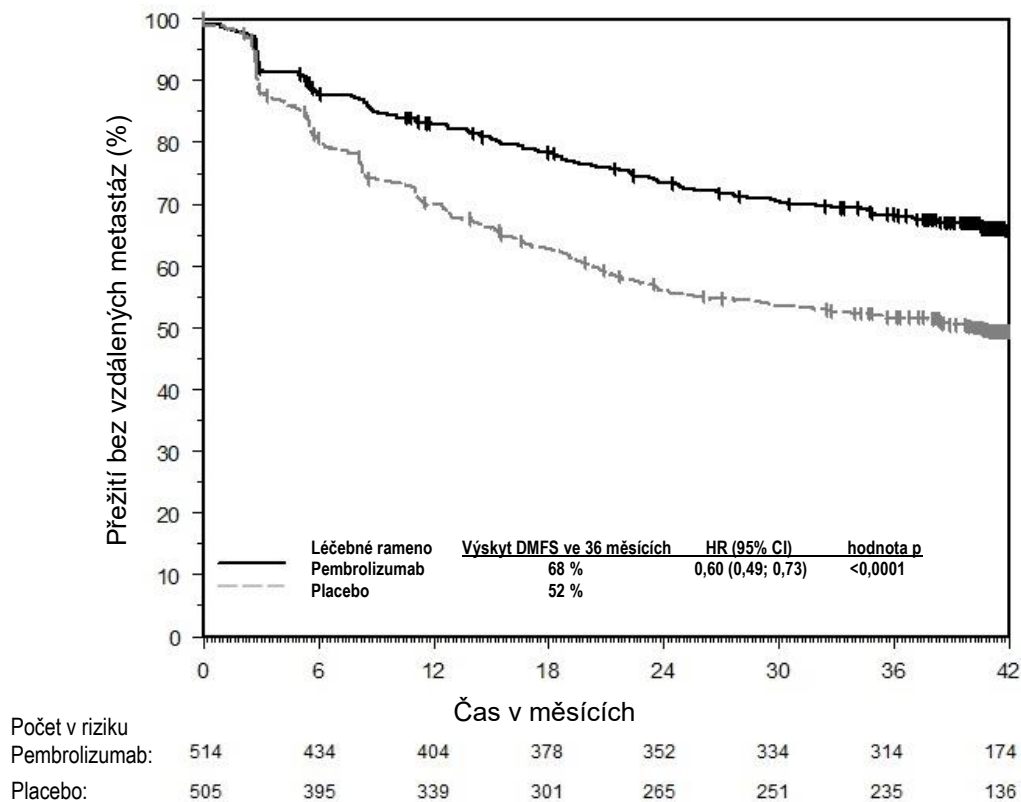 100
90
80
70
60
50
40
30
20
10
0
Přežití bez vzdálených metastáz (%)
Léčebné rameno Výskyt DMFS ve 36 měsících HR (95% CI) hodnota p
Pembrolizumab 68 % 0,60 (0,49; 0,73) <0,0001
Placebo 52 %
0 6 12 18 24 30 36 42
Čas v měsících
Počet v riziku
Pembrolizumab: 514 434 404 378 352 334 314 174
Placebo: 505 395 339 301 265 251 235 136